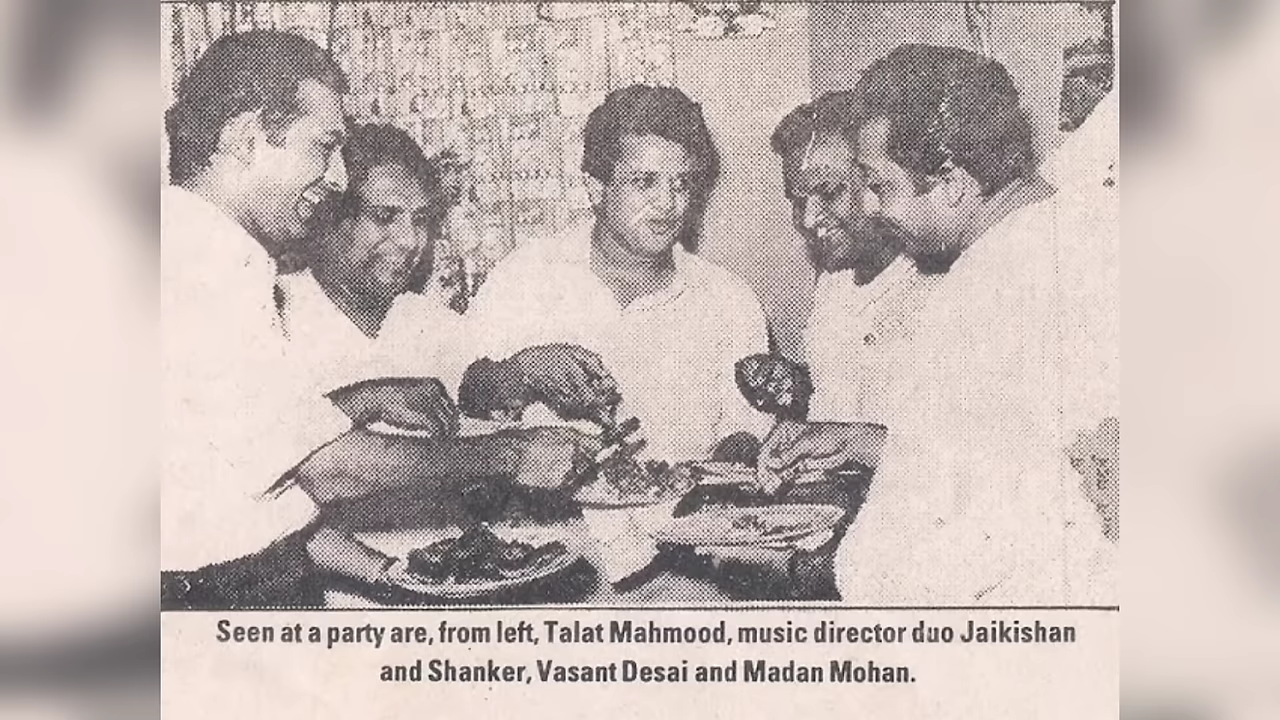 Seen at a party are, from left, Talat Mahmood, music director duo Jaikishan
and Shanker, Vasant Desai and Madan Mohan.